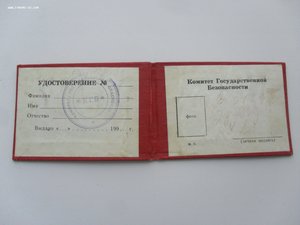 УДОСТОВЕРЕНИЕ №
Фамилия
Имя
Отчество
Выдано « » 199 г.
Комитет Государственной
Безопасности
фото
М. П.
(личная подпись)